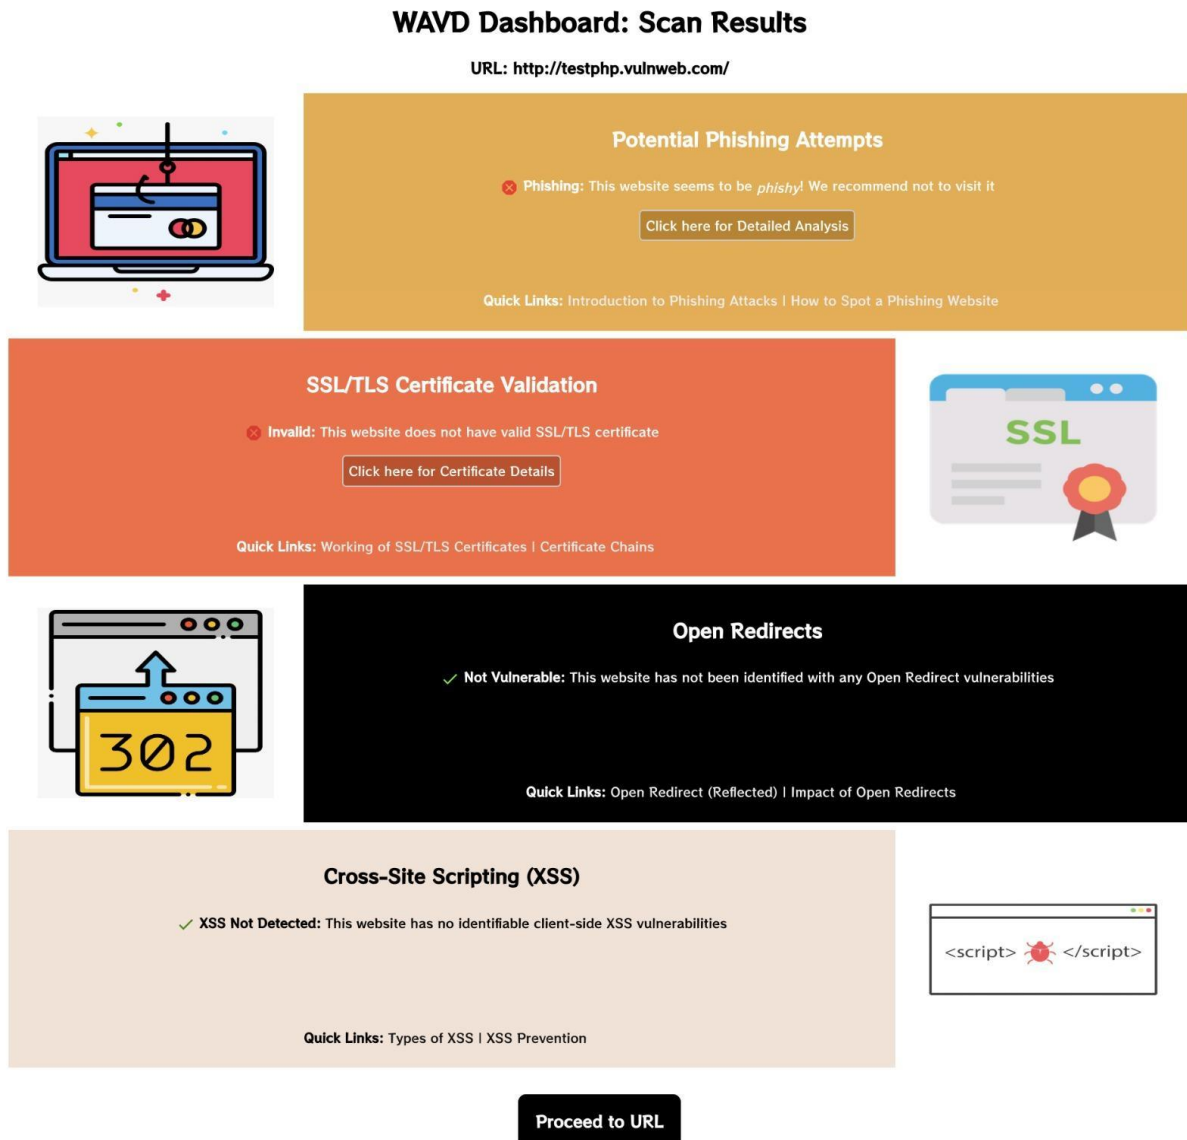 WAVD Dashboard: Scan Results
URL: http://testphp.vulnweb.com/
Potential Phishing Attempts
Phishing: This website seems to be phishy! We recommend not to visit it
Click here for Detailed Analysis
Quick Links: Introduction to Phishing Attacks | How to Spot a Phishing Website
SSL/TLS Certificate Validation
Invalid: This website does not have valid SSL/TLS certificate
Click here for Certificate Details
Quick Links: Working of SSL/TLS Certificates | Certificate Chains
SSL
302
Open Redirects
Not Vulnerable: This website has not been identified with any Open Redirect vulnerabilities
Quick Links: Open Redirect (Reflected) | Impact of Open Redirects
Cross-Site Scripting (XSS)
XSS Not Detected: This website has no identifiable client-side XSS vulnerabilities
Quick Links: Types of XSS | XSS Prevention
<script> </script>
Proceed to URL